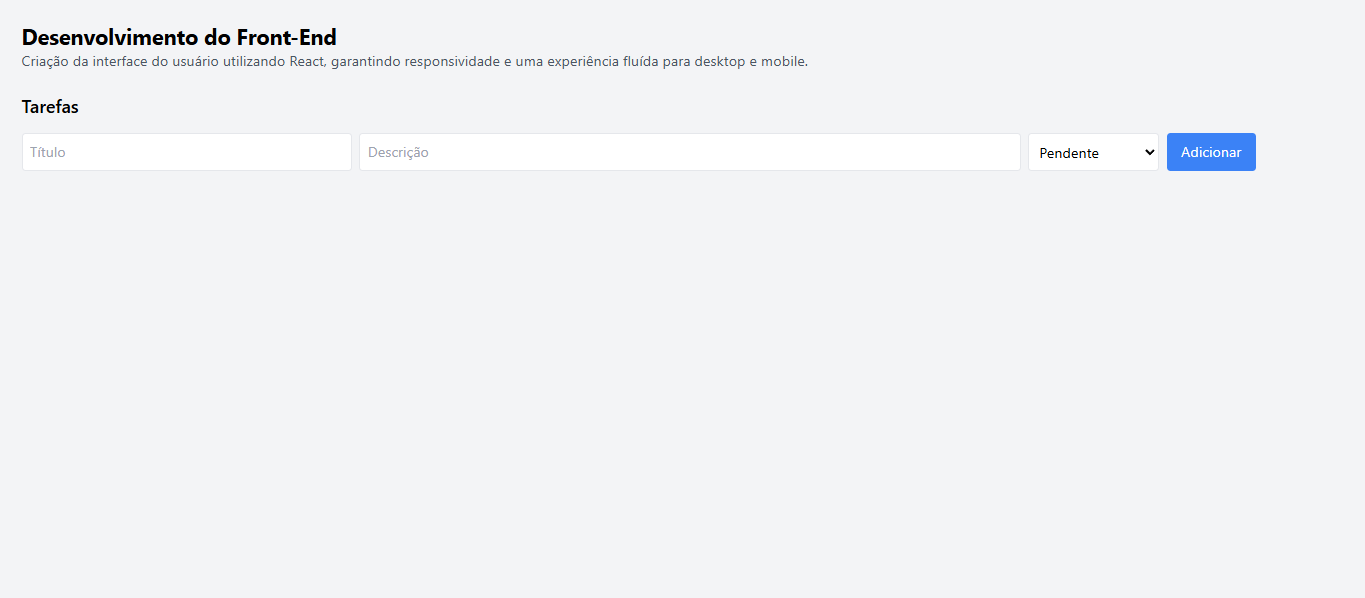 Desenvolvimento do Front-End
Criação da interface do usuário utilizando React, garantindo responsividade e uma experiência fluída para desktop e mobile.
Tarefas
Título Descrição Pendente Adicionar